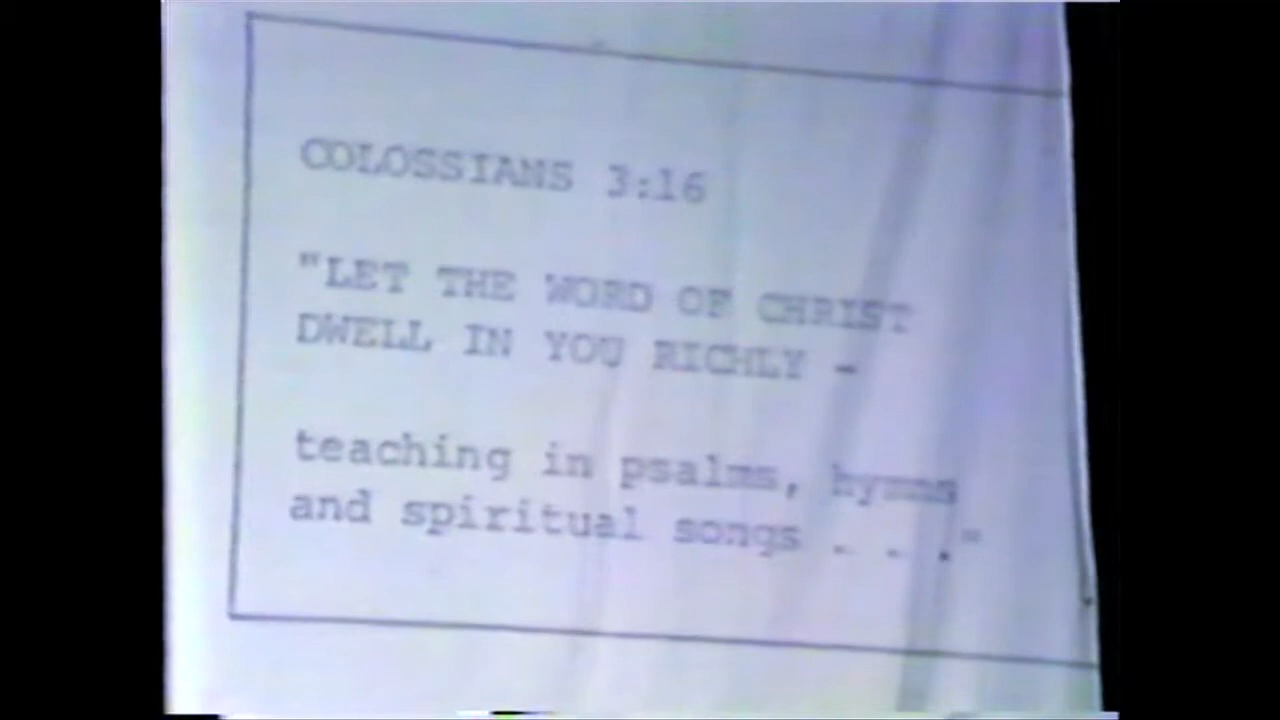 COLOSSIANS 3:16
"LET THE WORD OF CHRIST
DWELL IN YOU RICHLY -
teaching in psalms, hymns
and spiritual songs . . ."